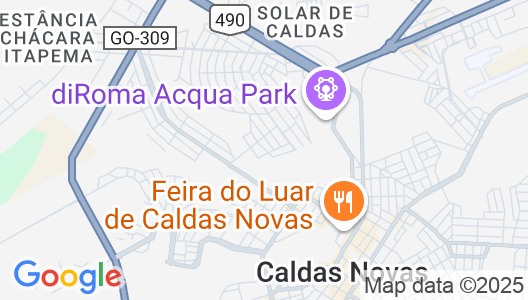 ESTÂNCIA
CHÁCARA
ITAPEMA
GO-309
490
SOLAR DE
CALDAS
diRoma Acqua Park
Feira do Luar
de Caldas Novas
Caldas Novas
Google
Map data ©2025